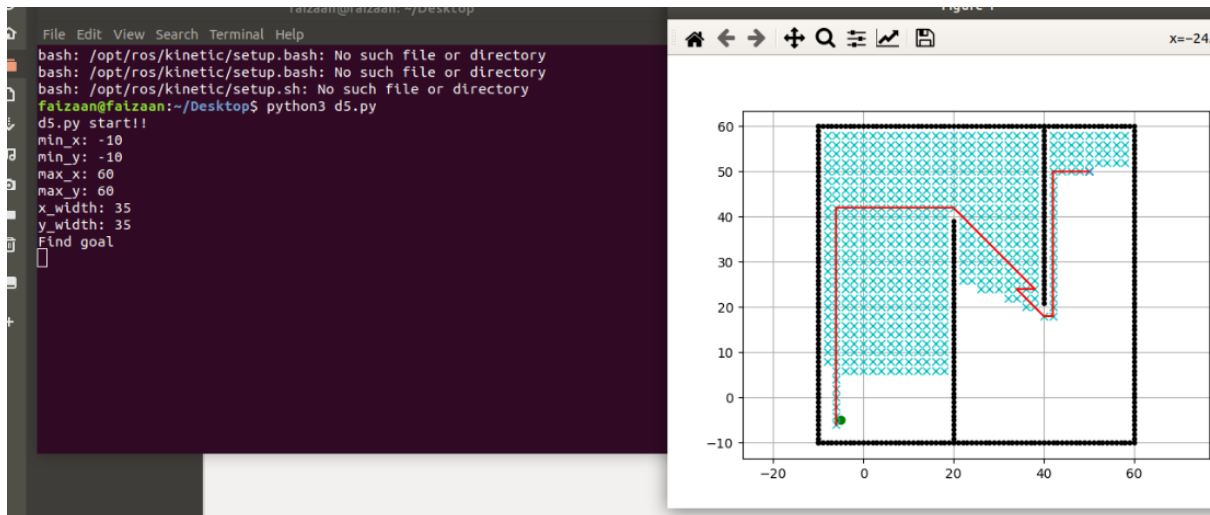 faizaan@faizaan: ~/Desktop
File Edit View Search Terminal Help
bash: /opt/ros/kinetic/setup.bash: No such file or directory
bash: /opt/ros/kinetic/setup.bash: No such file or directory
bash: /opt/ros/kinetic/setup.sh: No such file or directory
faizaan@faizaan:~/Desktop$ python3 d5.py
d5.py start!!
min_x: -10
min_y: -10
max_x: 60
max_y: 60
x_width: 35
y_width: 35
Find goal
Figure 1
x=-24.
60
50
40
30
20
10
0
−10
−20
0
20
40
60